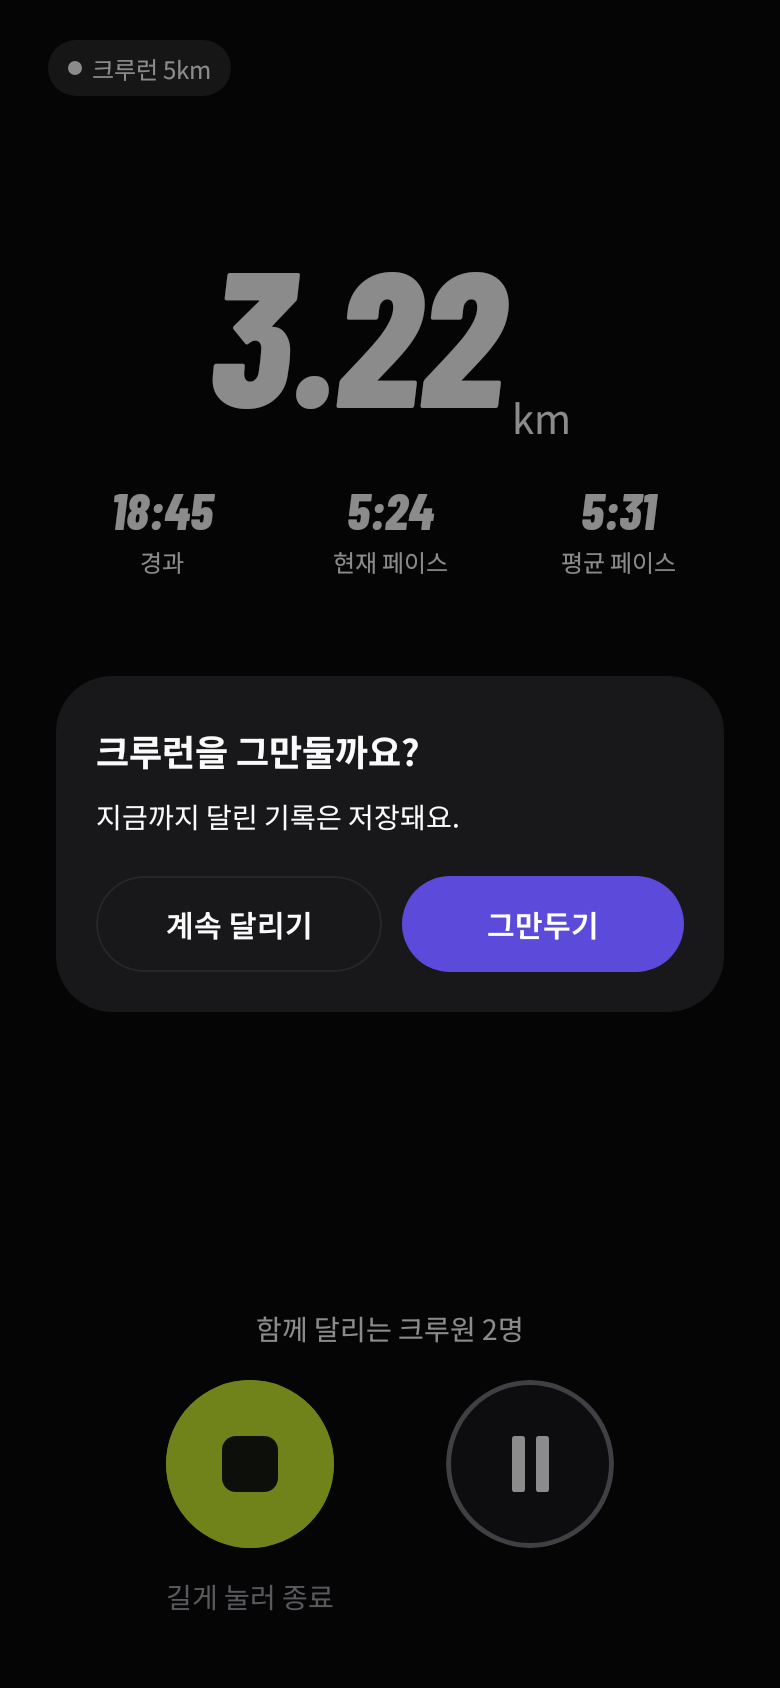 크루런 5km
3.22 km
18:45 5:24 5:31
경과 현재 페이스 평균 페이스
크루런을 그만둘까요?
지금까지 달린 기록은 저장돼요.
계속 달리기 그만두기
함께 달리는 크루원 2명
길게 눌러 종료